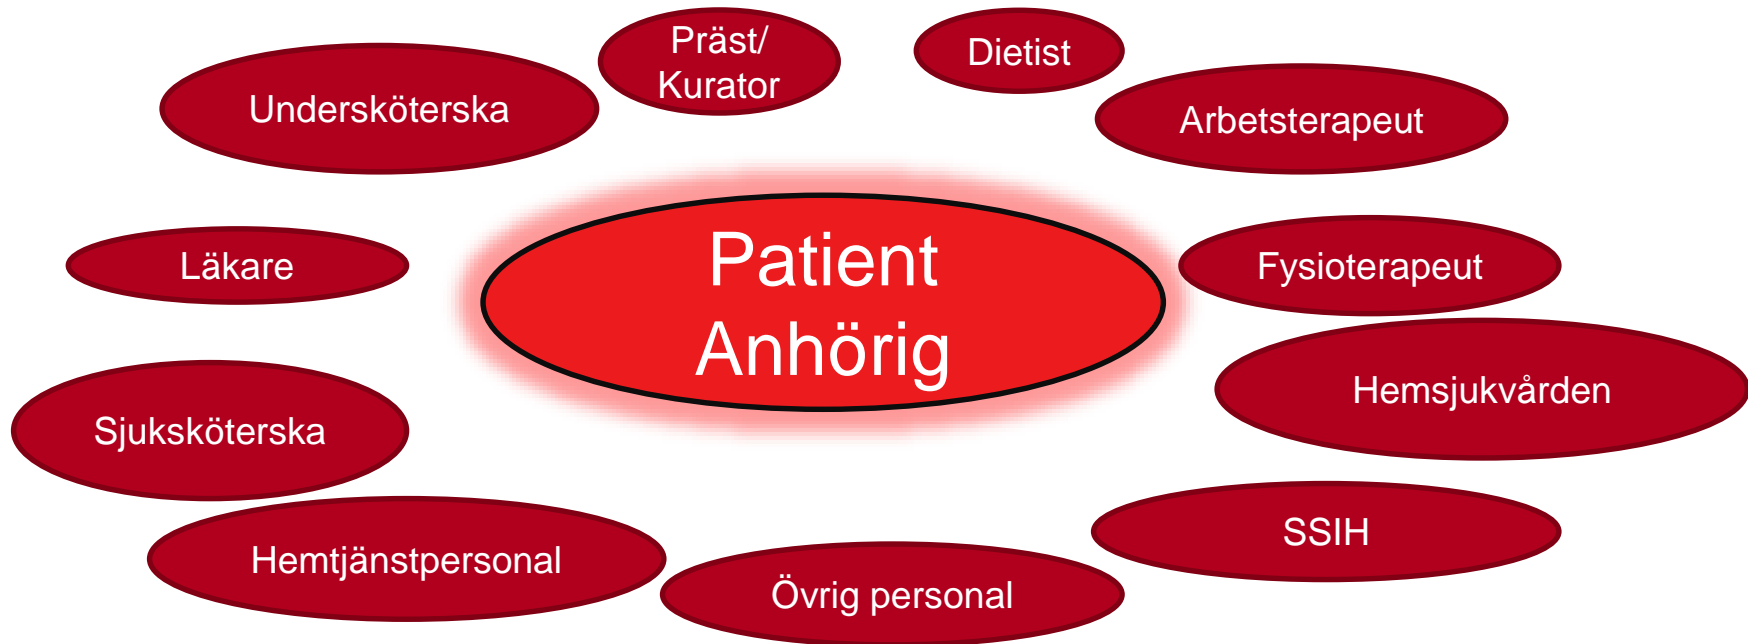 Präst/
Kurator
Dietist
Undersköterska
Arbetsterapeut
Patient
Anhörig
Läkare
Fysioterapeut
Hemsjukvården
Sjuksköterska
SSIH
Hemtjänstpersonal
Övrig personal